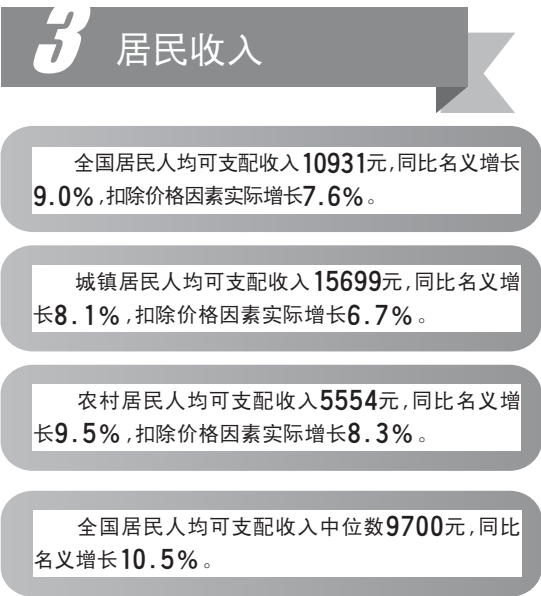 3 居民收入
全国居民人均可支配收入10931元,同比名义增长
9.0%,扣除价格因素实际增长7.6%。
城镇居民人均可支配收入15699元,同比名义增
长8.1%,扣除价格因素实际增长6.7%。
农村居民人均可支配收入5554元,同比名义增
长9.5%,扣除价格因素实际增长8.3%。
全国居民人均可支配收入中位数9700元,同比
名义增长10.5%。